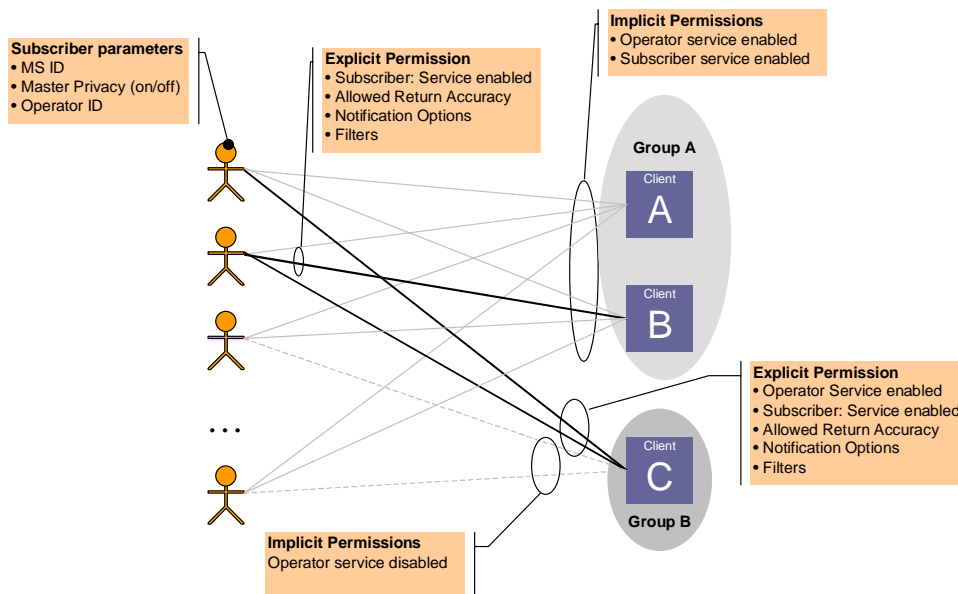 Subscriber parameters
• MS ID
• Master Privacy (on/off)
• Operator ID
Explicit Permission
• Subscriber: Service enabled
• Allowed Return Accuracy
• Notification Options
• Filters
Implicit Permissions
• Operator service enabled
• Subscriber service enabled
Group A
Client
A
Client
B
...
Explicit Permission
• Operator Service enabled
• Subscriber: Service enabled
• Allowed Return Accuracy
• Notification Options
• Filters
Client
C
Group B
Implicit Permissions
Operator service disabled